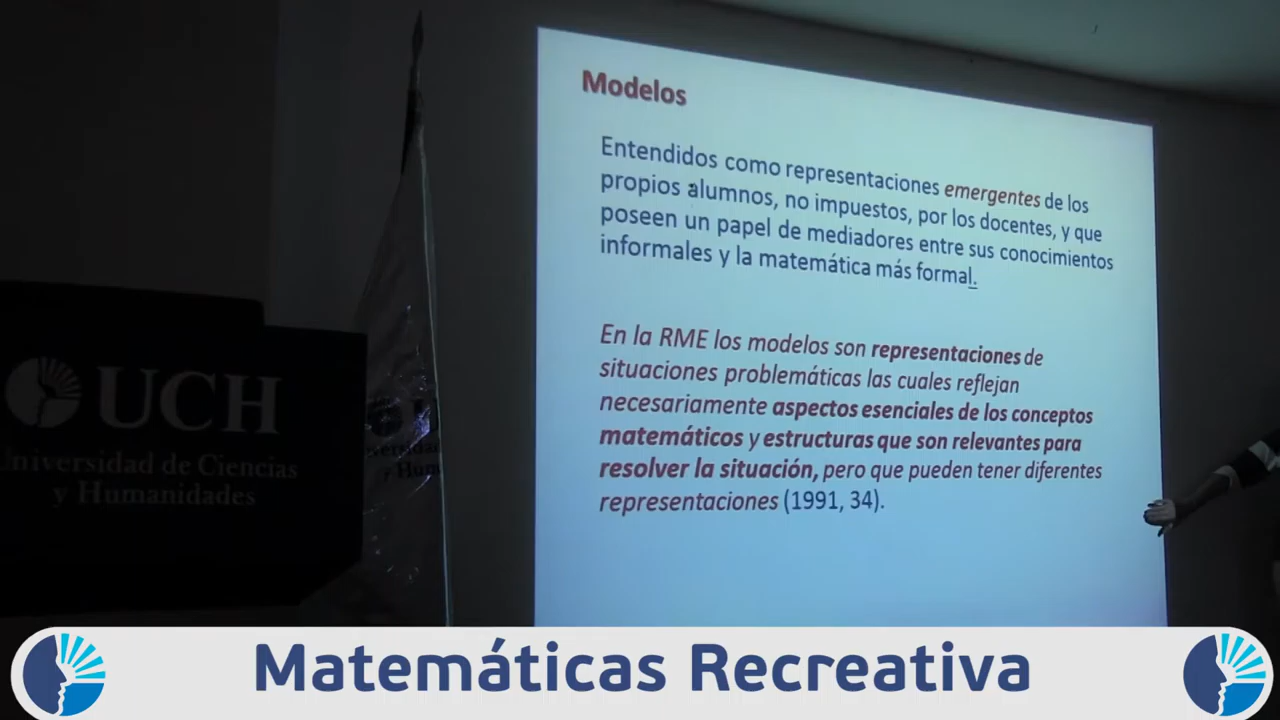 Modelos
Entendidos como representaciones emergentes de los
propios alumnos, no impuestos, por los docentes, y que
poseen un papel de mediadores entre sus conocimientos
informales y la matemática más formal.
En la RME los modelos son representaciones de
situaciones problemáticas las cuales reflejan
necesariamente aspectos esenciales de los conceptos
matemáticos y estructuras que son relevantes para
resolver la situación, pero que pueden tener diferentes
representaciones (1991, 34).
UCH
Universidad de Ciencias
y Humanidades
Matemáticas Recreativa